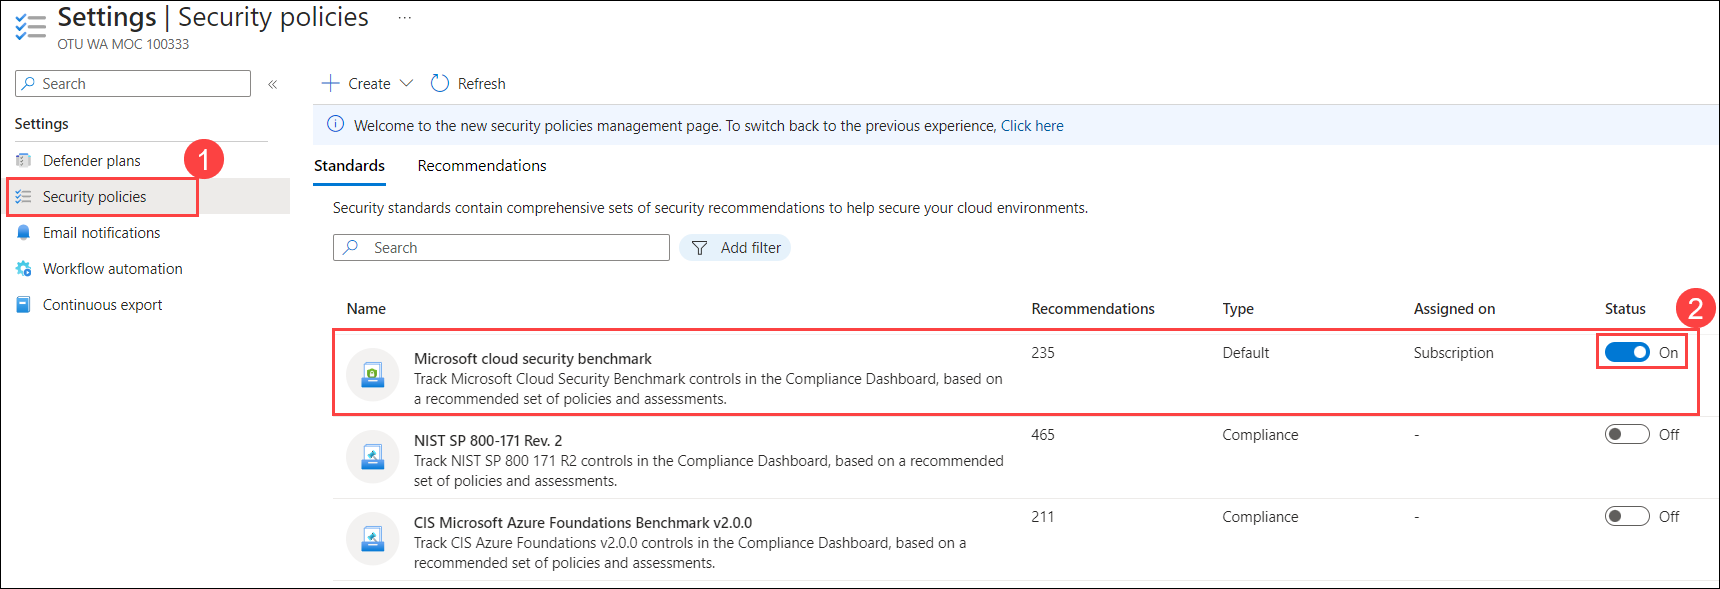 Settings | Security policies ...
OTU WA MOC 100333
Search «
Create Refresh
Settings
Welcome to the new security policies management page. To switch back to the previous experience, Click here
Defender plans
1
Security policies
Email notifications
Workflow automation
Continuous export
Standards Recommendations
Security standards contain comprehensive sets of security recommendations to help secure your cloud environments.
Search Add filter
Name Recommendations Type Assigned on Status
2
Microsoft cloud security benchmark 235 Default Subscription On
Track Microsoft Cloud Security Benchmark controls in the Compliance Dashboard, based on
a recommended set of policies and assessments.
NIST SP 800-171 Rev. 2 465 Compliance - Off
Track NIST SP 800 171 R2 controls in the Compliance Dashboard, based on a recommended
set of policies and assessments.
CIS Microsoft Azure Foundations Benchmark v2.0.0 211 Compliance - Off
Track CIS Azure Foundations v2.0.0 controls in the Compliance Dashboard, based on a
recommended set of policies and assessments.